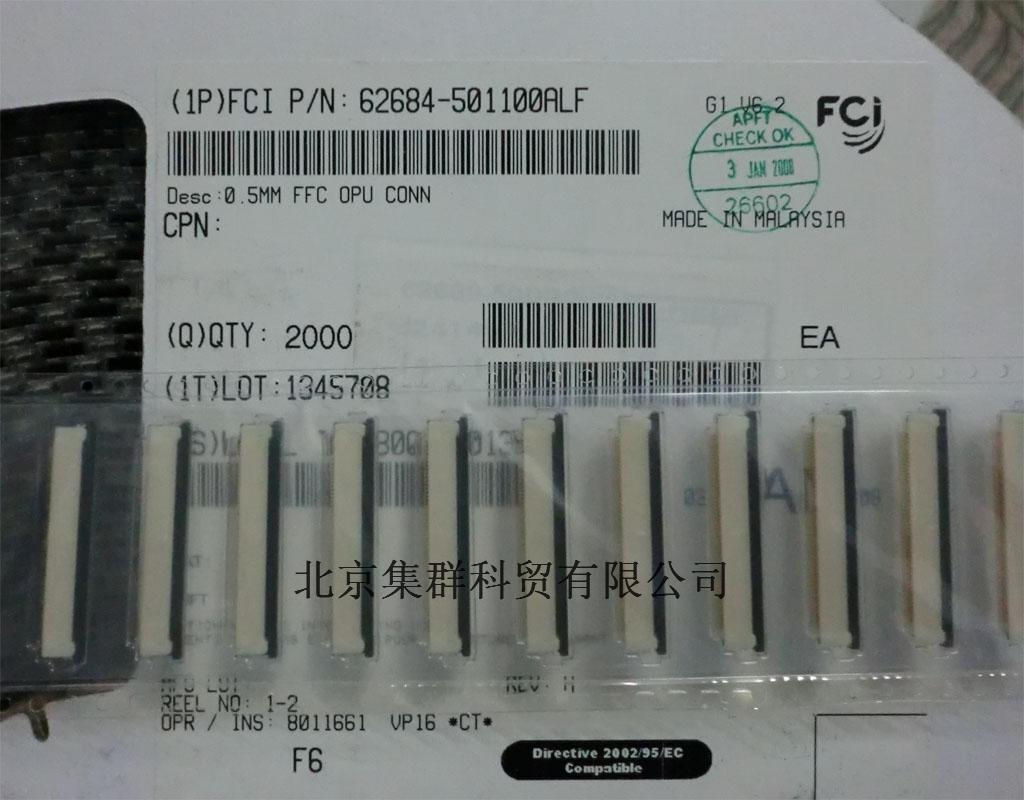 (1P)FCI P/N: 62684-501100ALF
G1 V6.2
FCi
APFT
CHECK OK
3 JAN 2008
26602
Desc:0.5MM FFC OPU CONN
CPN:
MADE IN MALAYSIA
(Q)QTY: 2000
EA
(1T)LOT:1345708
北京集群科贸有限公司
MFG LOT
REV: M
REEL NO: 1-2
OPR / INS: 8011661 VP16 *CT*
F6
Directive 2002/95/EC
Compatible